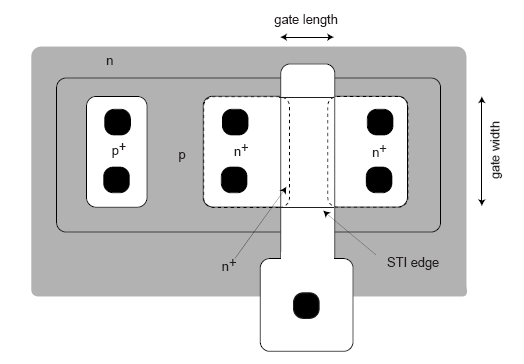 gate length
n
p+
p
n+
n+
gate width
n+
STI edge